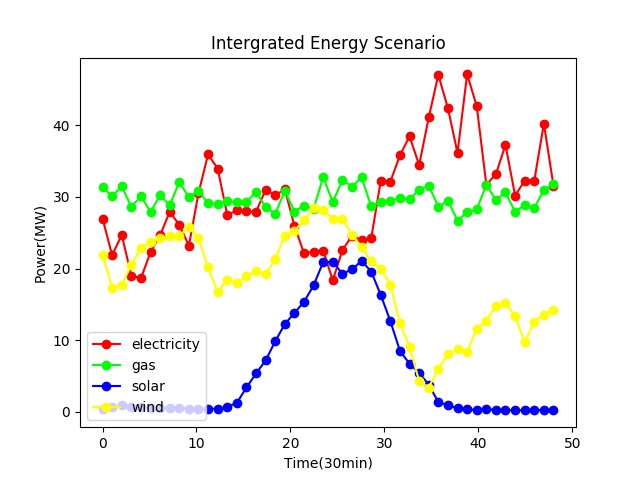 Intergrated Energy Scenario
Power(MW)
40
30
20
10
0
electricity
gas
solar
wind
0 10 20 30 40 50
Time(30min)